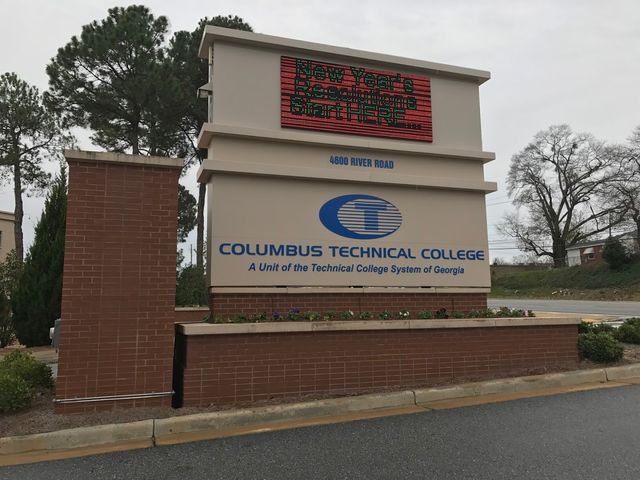 New Year's
Resolutions
Start HERE
4600 RIVER ROAD
T
COLUMBUS TECHNICAL COLLEGE
A Unit of the Technical College System of Georgia